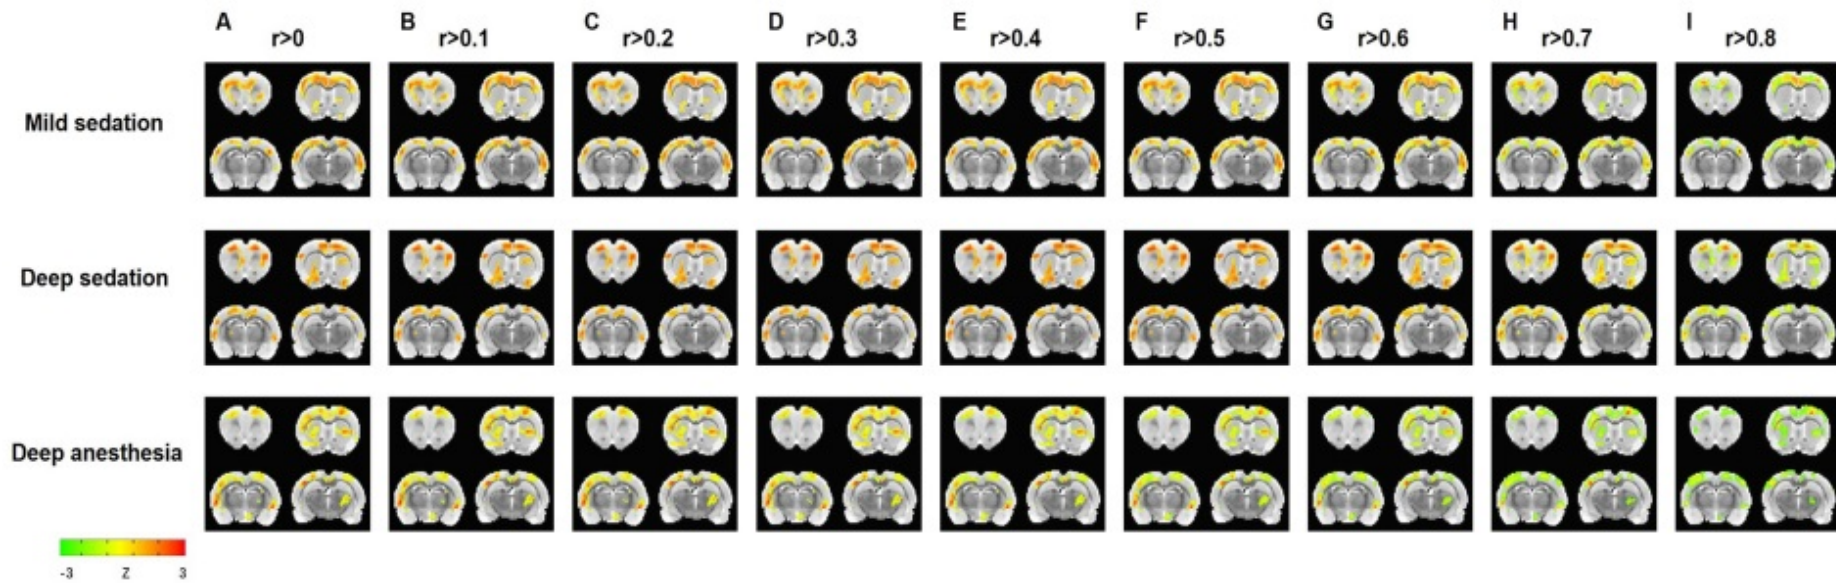 A B C D E F G H I
r>0 r>0.1 r>0.2 r>0.3 r>0.4 r>0.5 r>0.6 r>0.7 r>0.8
Mild sedation
Deep sedation
Deep anesthesia
-3 Z 3